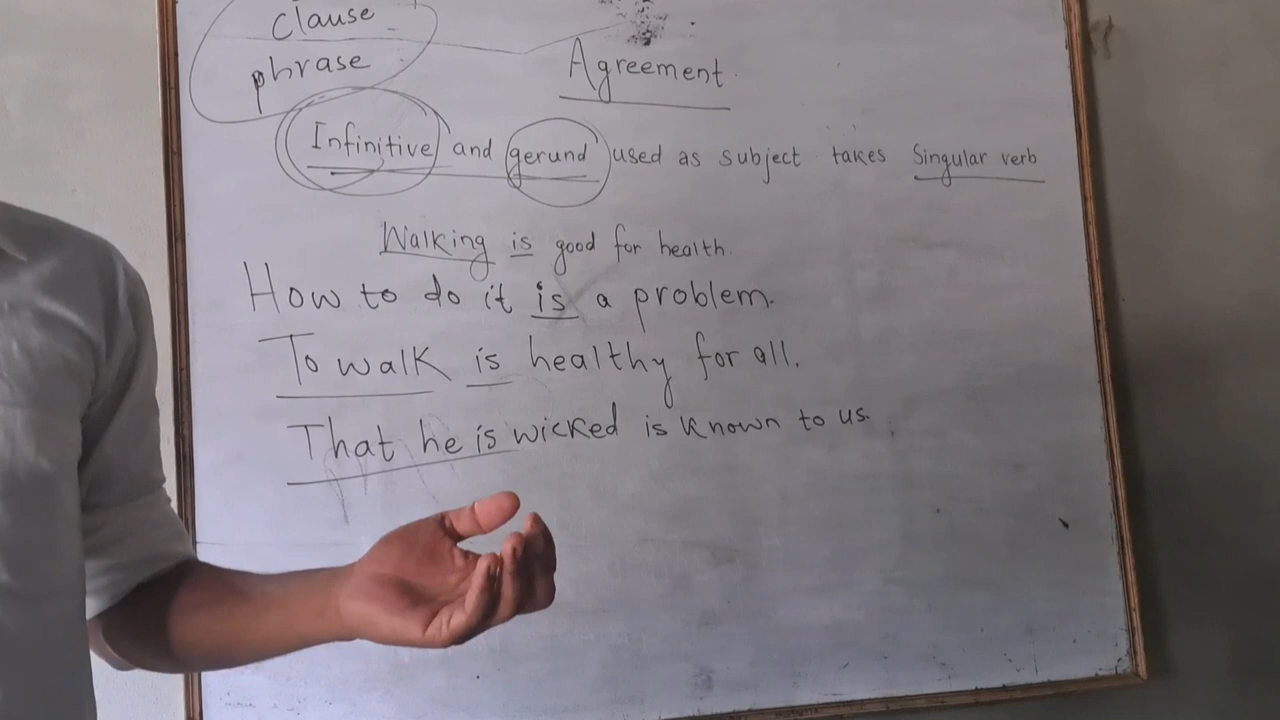 Clause
phrase
Agreement
Infinitive and gerund used as subject takes Singular verb
Walking is good for health.
How to do it is a problem.
To walk is healthy for all.
That he is wicked is known to us.